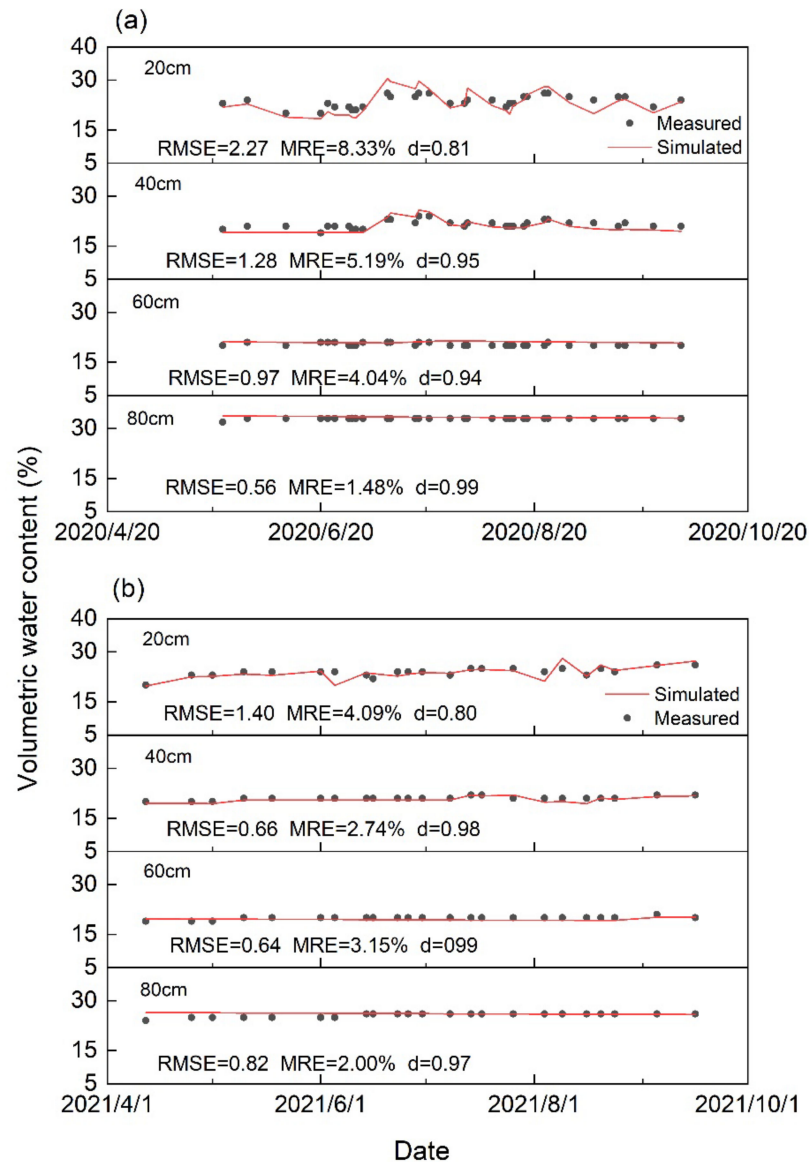 (a)
40
20cm
30
Measured
15
Simulated
RMSE=2.27 MRE=8.33% d=0.81
5
40cm
30
15
RMSE=1.28 MRE=5.19% d=0.95
5
60cm
30
15
RMSE=0.97 MRE=4.04% d=0.94
5
80cm
30
15
RMSE=0.56 MRE=1.48% d=0.99
5
2020/4/20 2020/6/20 2020/8/20 2020/10/20
Volumetric water content (%)
(b)
40
20cm
30
Simulated
15
Measured
RMSE=1.40 MRE=4.09% d=0.80
5
40cm
30
15
RMSE=0.66 MRE=2.74% d=0.98
5
60cm
30
15
RMSE=0.64 MRE=3.15% d=099
5
80cm
30
15
RMSE=0.82 MRE=2.00% d=0.97
5
2021/4/1 2021/6/1 2021/8/1 2021/10/1
Date